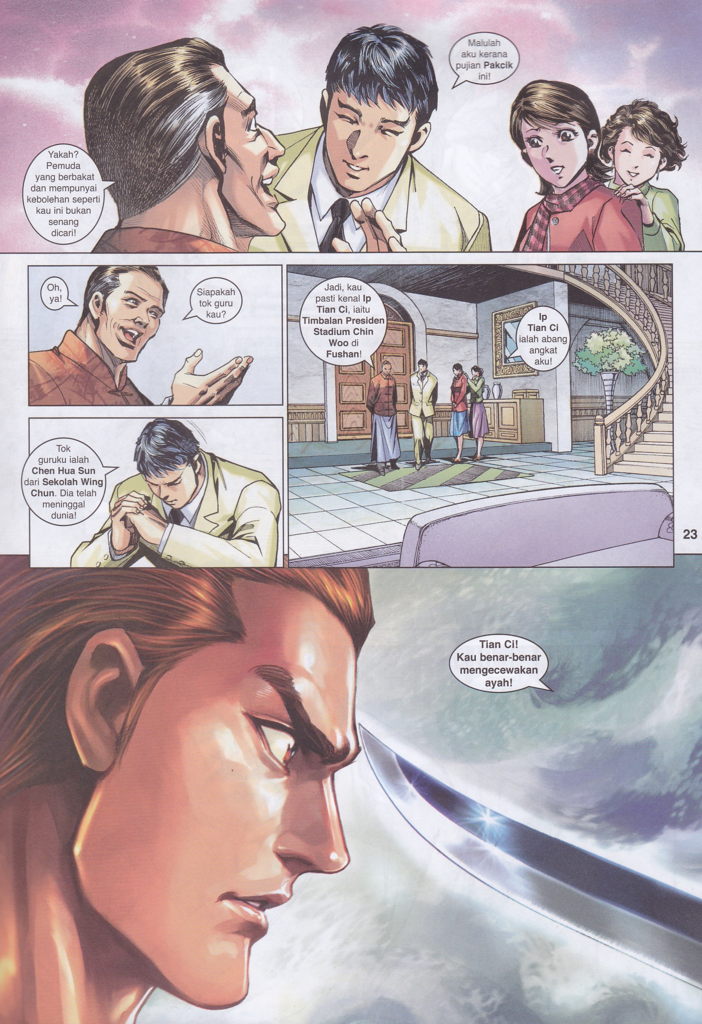 Malulah
aku kerana
pujian Pakcik
ini!
Yakah?
Pemuda
yang berbakat
dan mempunyai
kebolehan seperti
kau ini bukan
senang
dicari!
Oh,
ya!
Siapakah
tok guru
kau?
Tok
guruku ialah
Chen Hua Sun
dari Sekolah Wing
Chun. Dia telah
meninggal
dunia!
Jadi, kau
pasti kenal Ip
Tian Ci, iaitu
Timbalan Presiden
Stadium Chin
Woo di
Fushan!
Ip
Tian Ci
ialah abang
angkat
aku!
23
Tian Ci!
Kau benar-benar
mengecewakan
ayah!